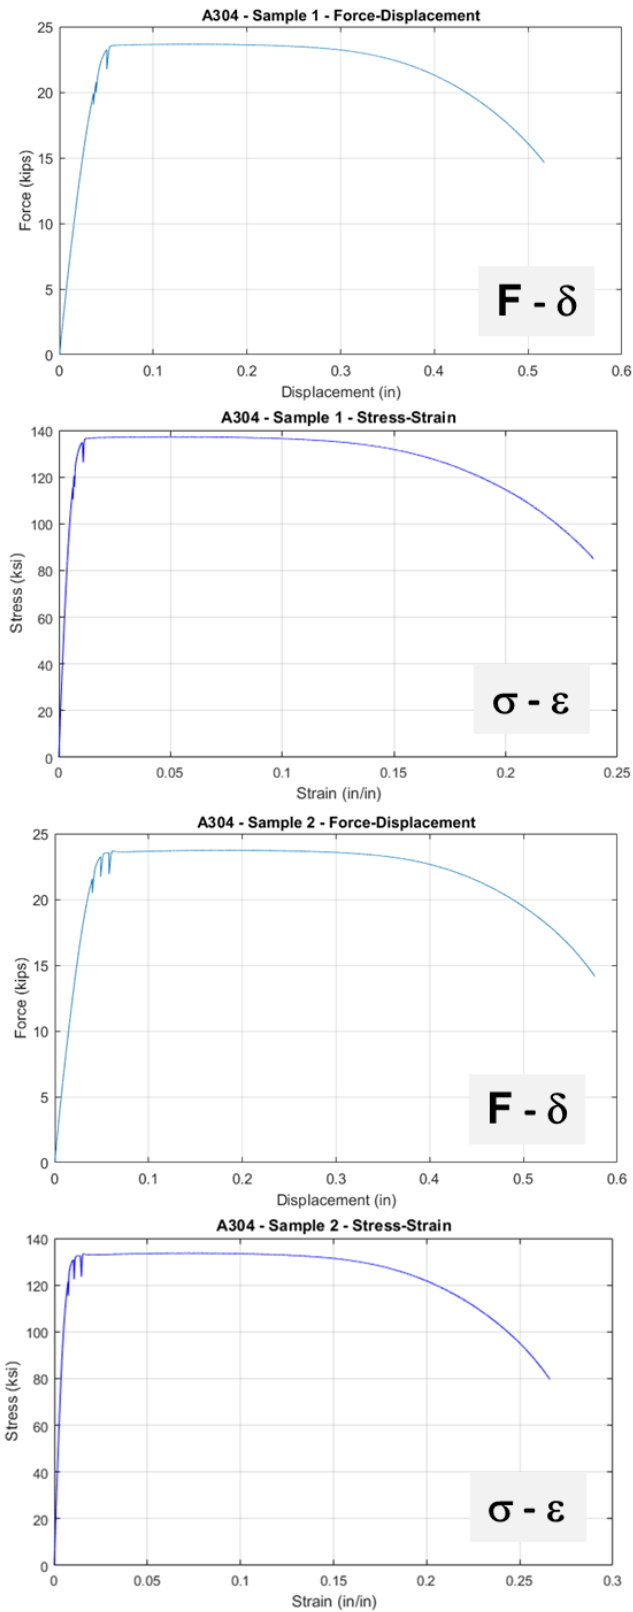 A304 - Sample 1 - Force-Displacement
25
20
15
10
5
0
Force (kips)
F - δ
0 0.1 0.2 0.3 0.4 0.5 0.6
Displacement (in)
A304 - Sample 1 - Stress-Strain
140
120
100
80
60
40
20
0
Stress (ksi)
σ - ε
0 0.05 0.1 0.15 0.2 0.25
Strain (in/in)
A304 - Sample 2 - Force-Displacement
25
20
15
10
5
0
Force (kips)
F - δ
0 0.1 0.2 0.3 0.4 0.5 0.6
Displacement (in)
A304 - Sample 2 - Stress-Strain
140
120
100
80
60
40
20
0
Stress (ksi)
σ - ε
0 0.05 0.1 0.15 0.2 0.25 0.3
Strain (in/in)